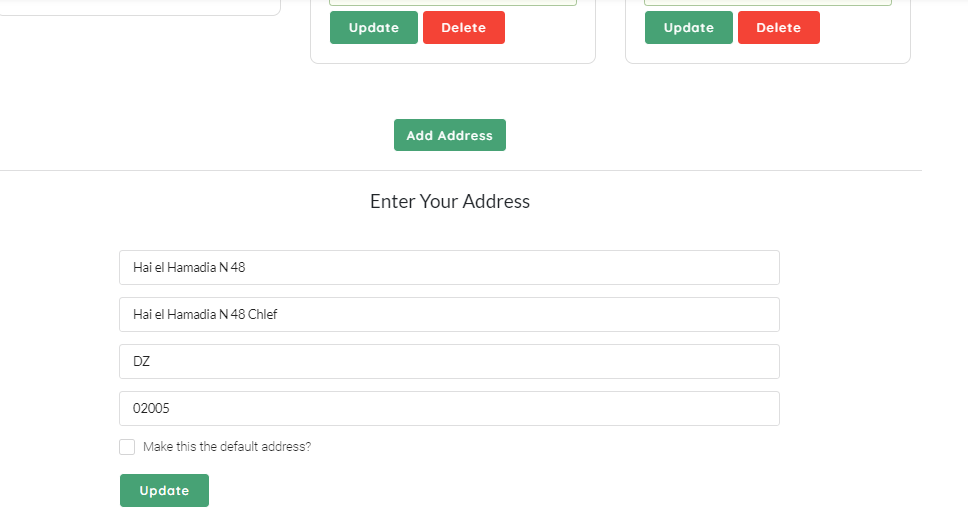 Update Delete Update Delete
Add Address
Enter Your Address
Hai el Hamadia N 48
Hai el Hamadia N 48 Chlef
DZ
02005
Make this the default address?
Update